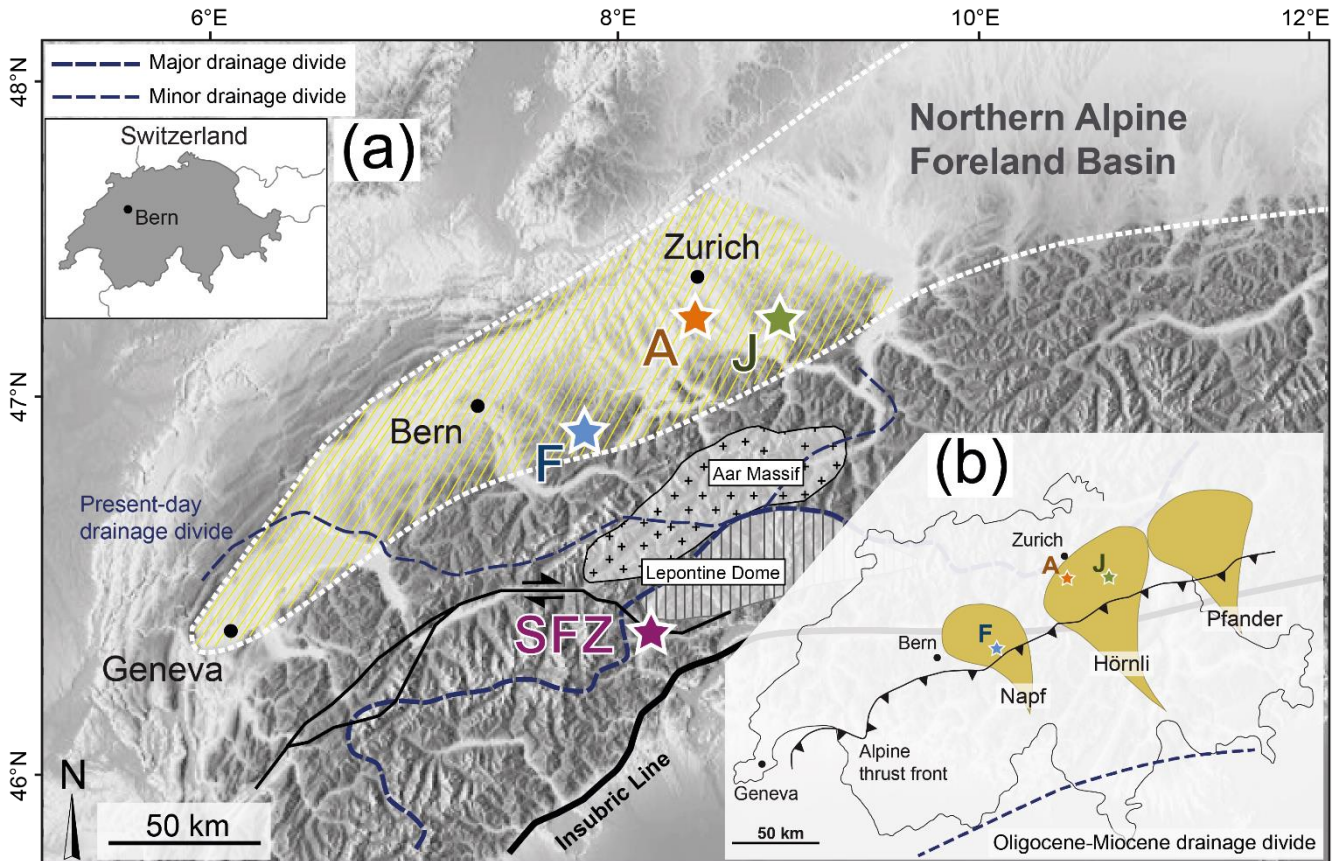 6°E
8°E
10°E
12°E
48°N
47°N
46°N
Major drainage divide
Minor drainage divide
Switzerland
Bern
(a)
Northern Alpine
Foreland Basin
Zurich
A
J
Bern
F
Aar Massif
Present-day
drainage divide
Lepontine Dome
SFZ
Geneva
Insubric Line
N
50 km
(b)
Zurich
A
J
Pfander
Bern
F
Hörnli
Napf
Alpine
thrust front
Geneva
50 km
Oligocene-Miocene drainage divide